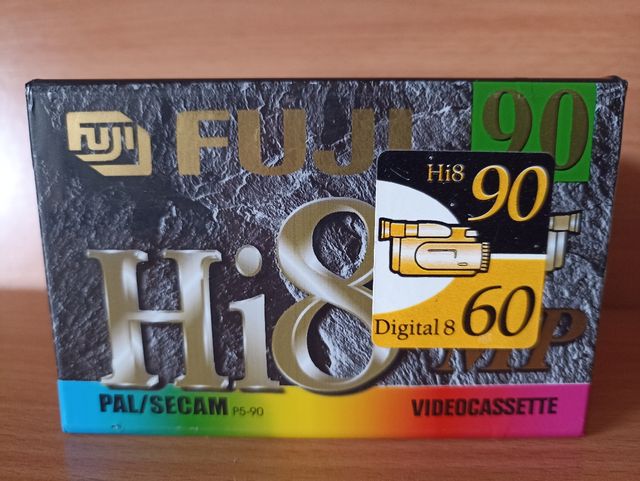 FUJI
FUJI
90
Hi8
Hi8 90
Digital 8 60
MP
PAL/SECAM P5-90
VIDEOCASSETTE